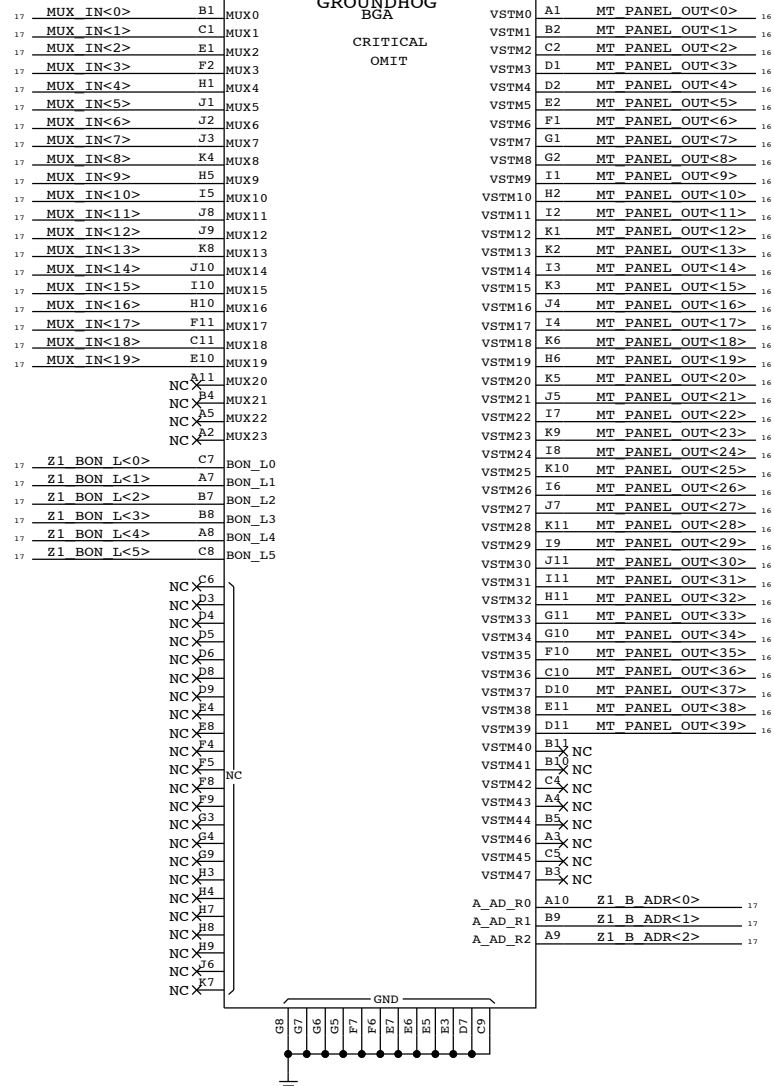 GROUNDHOG
BGA
CRITICAL
OMIT
17 MUX_IN<0> B1 MUX0
17 MUX_IN<1> C1 MUX1
17 MUX_IN<2> E1 MUX2
17 MUX_IN<3> F2 MUX3
17 MUX_IN<4> H1 MUX4
17 MUX_IN<5> J1 MUX5
17 MUX_IN<6> J2 MUX6
17 MUX_IN<7> J3 MUX7
17 MUX_IN<8> K4 MUX8
17 MUX_IN<9> H5 MUX9
17 MUX_IN<10> I5 MUX10
17 MUX_IN<11> J8 MUX11
17 MUX_IN<12> J9 MUX12
17 MUX_IN<13> K8 MUX13
17 MUX_IN<14> J10 MUX14
17 MUX_IN<15> I10 MUX15
17 MUX_IN<16> H10 MUX16
17 MUX_IN<17> F11 MUX17
17 MUX_IN<18> C11 MUX18
17 MUX_IN<19> E10 MUX19
NC A11 MUX20
NC B4 MUX21
NC A5 MUX22
NC A2 MUX23
17 Z1_BON_L<0> C7 BON_L0
17 Z1_BON_L<1> A7 BON_L1
17 Z1_BON_L<2> B7 BON_L2
17 Z1_BON_L<3> B8 BON_L3
17 Z1_BON_L<4> A8 BON_L4
17 Z1_BON_L<5> C8 BON_L5
NC C6
NC D3
NC D4
NC D5
NC D6
NC D8
NC D9
NC E4
NC E8
NC F4
NC F5
NC
NC F8
NC F9
NC G3
NC G4
NC G9
NC H3
NC H4
NC H7
NC H8
NC H9
NC J6
NC K7
VSTM0 A1 MT_PANEL_OUT<0> 16
VSTM1 B2 MT_PANEL_OUT<1> 16
VSTM2 C2 MT_PANEL_OUT<2> 16
VSTM3 D1 MT_PANEL_OUT<3> 16
VSTM4 D2 MT_PANEL_OUT<4> 16
VSTM5 E2 MT_PANEL_OUT<5> 16
VSTM6 F1 MT_PANEL_OUT<6> 16
VSTM7 G1 MT_PANEL_OUT<7> 16
VSTM8 G2 MT_PANEL_OUT<8> 16
VSTM9 I1 MT_PANEL_OUT<9> 16
VSTM10 H2 MT_PANEL_OUT<10> 16
VSTM11 I2 MT_PANEL_OUT<11> 16
VSTM12 K1 MT_PANEL_OUT<12> 16
VSTM13 K2 MT_PANEL_OUT<13> 16
VSTM14 I3 MT_PANEL_OUT<14> 16
VSTM15 K3 MT_PANEL_OUT<15> 16
VSTM16 J4 MT_PANEL_OUT<16> 16
VSTM17 I4 MT_PANEL_OUT<17> 16
VSTM18 K6 MT_PANEL_OUT<18> 16
VSTM19 H6 MT_PANEL_OUT<19> 16
VSTM20 K5 MT_PANEL_OUT<20> 16
VSTM21 J5 MT_PANEL_OUT<21> 16
VSTM22 I7 MT_PANEL_OUT<22> 16
VSTM23 K9 MT_PANEL_OUT<23> 16
VSTM24 I8 MT_PANEL_OUT<24> 16
VSTM25 K10 MT_PANEL_OUT<25> 16
VSTM26 I6 MT_PANEL_OUT<26> 16
VSTM27 J7 MT_PANEL_OUT<27> 16
VSTM28 K11 MT_PANEL_OUT<28> 16
VSTM29 I9 MT_PANEL_OUT<29> 16
VSTM30 J11 MT_PANEL_OUT<30> 16
VSTM31 I11 MT_PANEL_OUT<31> 16
VSTM32 H11 MT_PANEL_OUT<32> 16
VSTM33 G11 MT_PANEL_OUT<33> 16
VSTM34 G10 MT_PANEL_OUT<34> 16
VSTM35 F10 MT_PANEL_OUT<35> 16
VSTM36 C10 MT_PANEL_OUT<36> 16
VSTM37 D10 MT_PANEL_OUT<37> 16
VSTM38 E11 MT_PANEL_OUT<38> 16
VSTM39 D11 MT_PANEL_OUT<39> 16
VSTM40 B11 NC
VSTM41 B10 NC
VSTM42 C4 NC
VSTM43 A4 NC
VSTM44 B5 NC
VSTM46 A3 NC
VSTM45 C5 NC
VSTM47 B3 NC
A_AD_R0 A10 Z1_B_ADR<0> 17
A_AD_R1 B9 Z1_B_ADR<1> 17
A_AD_R2 A9 Z1_B_ADR<2> 17
GND
G8 G7 G6 G5 F7 F6 E7 E6 E5 E3 D7 C9